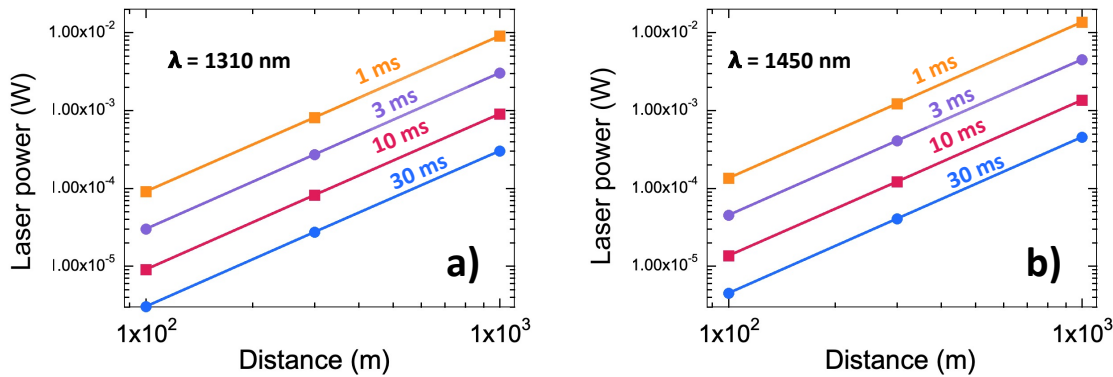 1.00x10⁻²
1.00x10⁻³
1.00x10⁻⁴
1.00x10⁻⁵
Laser power (W)
λ = 1310 nm
1 ms
3 ms
10 ms
30 ms
a)
1x10²
1x10³
Distance (m)
1.00x10⁻²
1.00x10⁻³
1.00x10⁻⁴
1.00x10⁻⁵
Laser power (W)
λ = 1450 nm
1 ms
3 ms
10 ms
30 ms
b)
1x10²
1x10³
Distance (m)